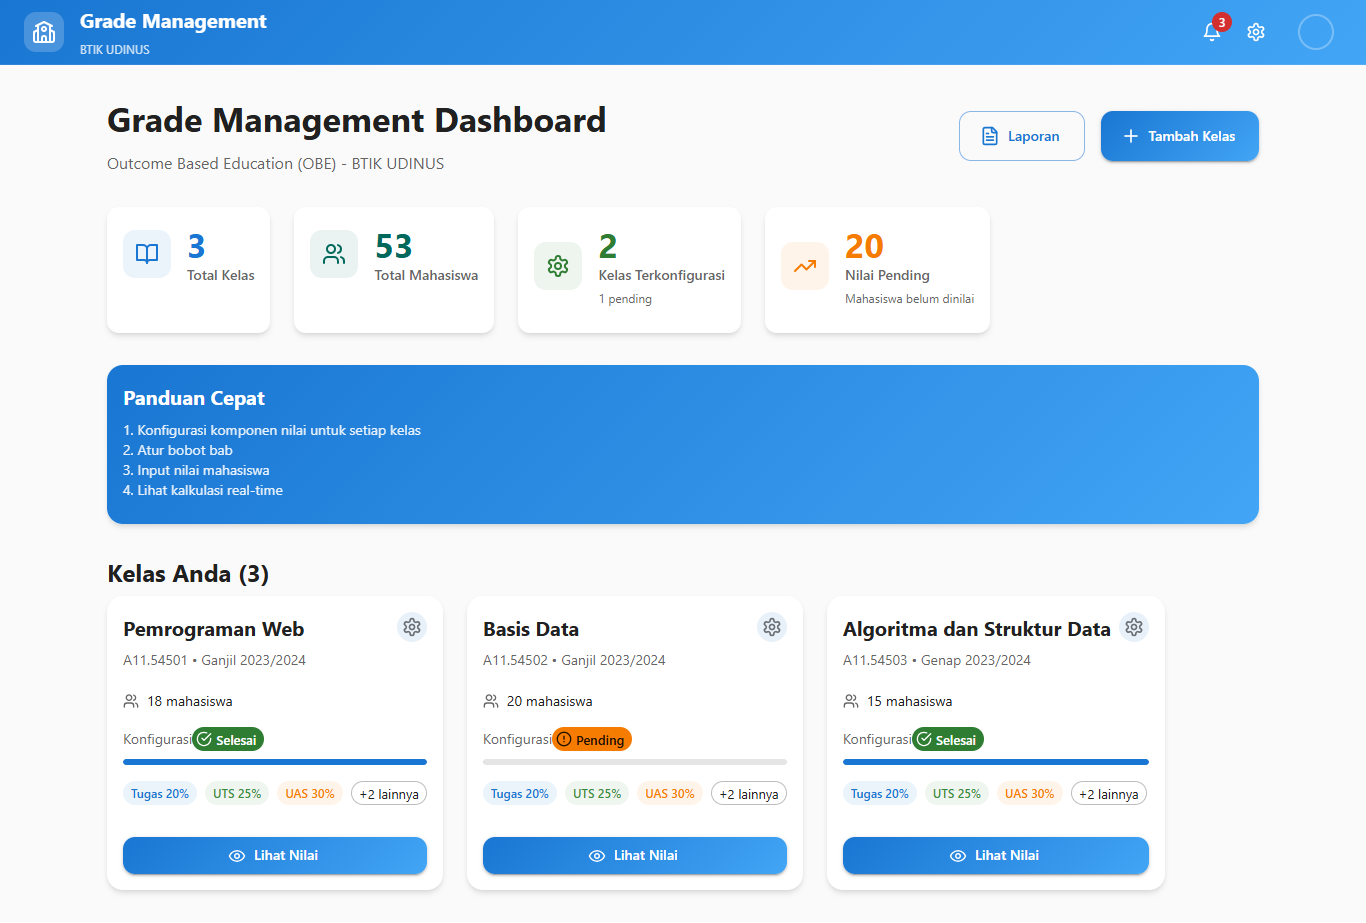 Grade Management
BTIK UDINUS
3
Grade Management Dashboard
Outcome Based Education (OBE) - BTIK UDINUS
Laporan
Tambah Kelas
3
Total Kelas
53
Total Mahasiswa
2
Kelas Terkonfigurasi
1 pending
20
Nilai Pending
Mahasiswa belum dinilai
Panduan Cepat
1. Konfigurasi komponen nilai untuk setiap kelas
2. Atur bobot bab
3. Input nilai mahasiswa
4. Lihat kalkulasi real-time
Kelas Anda (3)
Pemrograman Web
A11.54501 • Ganjil 2023/2024
18 mahasiswa
Konfigurasi Selesai
Tugas 20% UTS 25% UAS 30% +2 lainnya
Lihat Nilai
Basis Data
A11.54502 • Ganjil 2023/2024
20 mahasiswa
Konfigurasi Pending
Tugas 20% UTS 25% UAS 30% +2 lainnya
Lihat Nilai
Algoritma dan Struktur Data
A11.54503 • Genap 2023/2024
15 mahasiswa
Konfigurasi Selesai
Tugas 20% UTS 25% UAS 30% +2 lainnya
Lihat Nilai